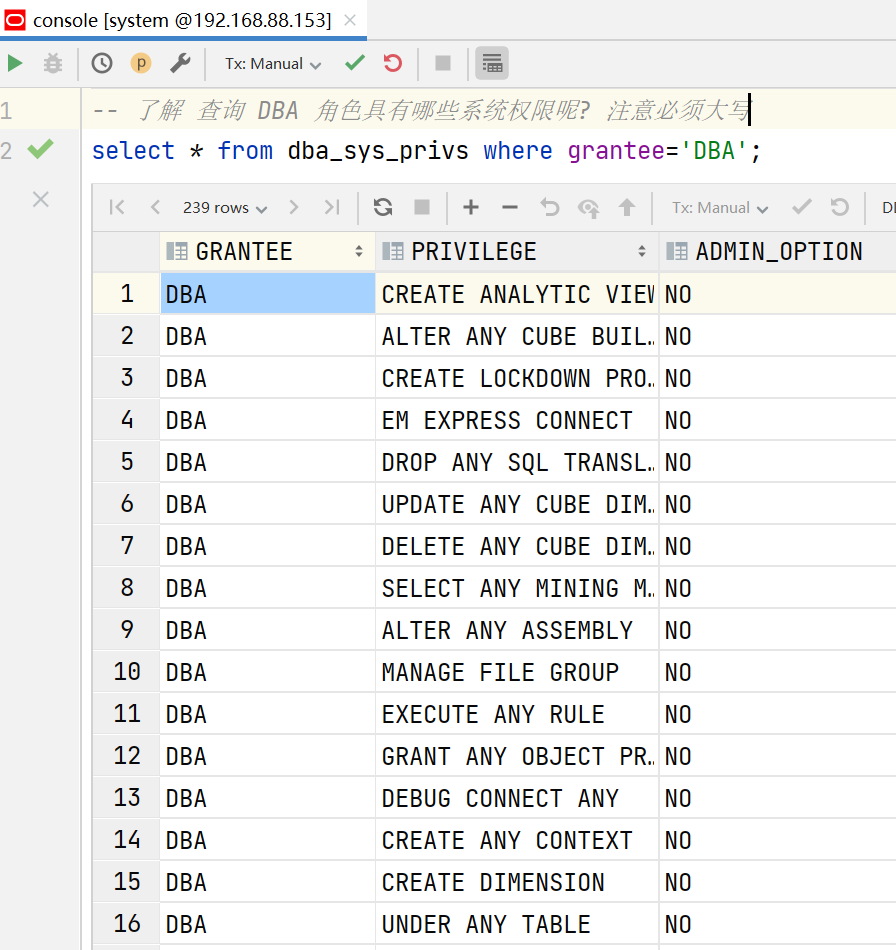 console [system @192.168.88.153]
Tx: Manual
1 -- 了解 查询 DBA 角色具有哪些系统权限呢? 注意必须大写
2 select * from dba_sys_privs where grantee='DBA';
239 rows Tx: Manual
GRANTEE PRIVILEGE ADMIN_OPTION
1 DBA CREATE ANALYTIC VIEW NO
2 DBA ALTER ANY CUBE BUIL… NO
3 DBA CREATE LOCKDOWN PRO… NO
4 DBA EM EXPRESS CONNECT NO
5 DBA DROP ANY SQL TRANSL… NO
6 DBA UPDATE ANY CUBE DIM… NO
7 DBA DELETE ANY CUBE DIM… NO
8 DBA SELECT ANY MINING M… NO
9 DBA ALTER ANY ASSEMBLY NO
10 DBA MANAGE FILE GROUP NO
11 DBA EXECUTE ANY RULE NO
12 DBA GRANT ANY OBJECT PR… NO
13 DBA DEBUG CONNECT ANY NO
14 DBA CREATE ANY CONTEXT NO
15 DBA CREATE DIMENSION NO
16 DBA UNDER ANY TABLE NO